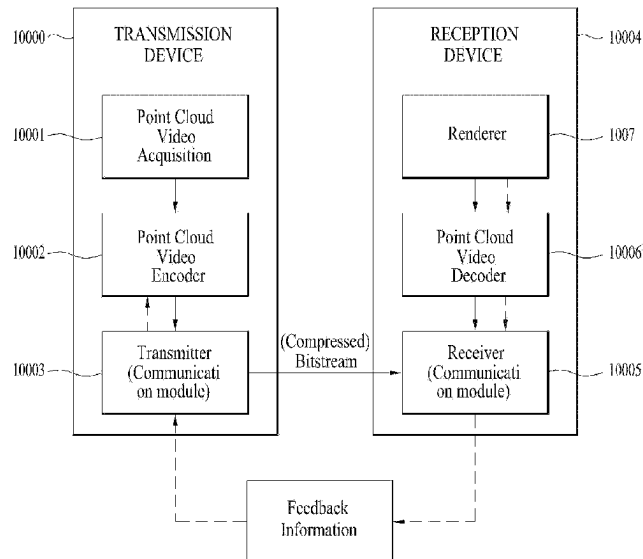 10000
TRANSMISSION
DEVICE
10001
Point Cloud
Video
Acquisition
10002
Point Cloud
Video
Encoder
10003
Transmitter
(Communicati
on module)
(Compressed)
Bitstream
RECEPTION
DEVICE
10004
Renderer
1007
Point Cloud
Video
Decoder
10006
Receiver
(Communicati
on module)
10005
Feedback
Information